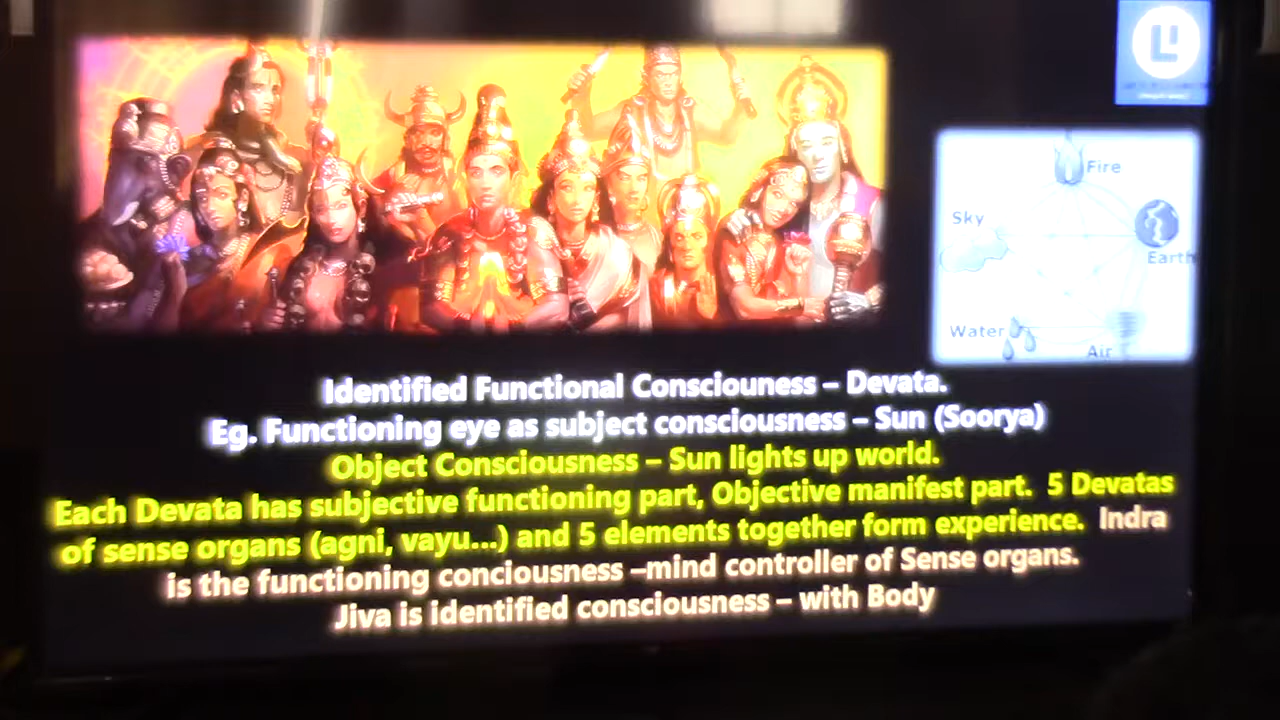 Fire
Sky
Earth
Water
Air
Identified Functional Consciouness – Devata.
Eg. Functioning eye as subject consciousness – Sun (Soorya)
Object Consciousness – Sun lights up world.
Each Devata has subjective functioning part, Objective manifest part. 5 Devatas
of sense organs (agni, vayu...) and 5 elements together form experience. Indra
is the functioning conciousness –mind controller of Sense organs.
Jiva is identified consciousness – with Body